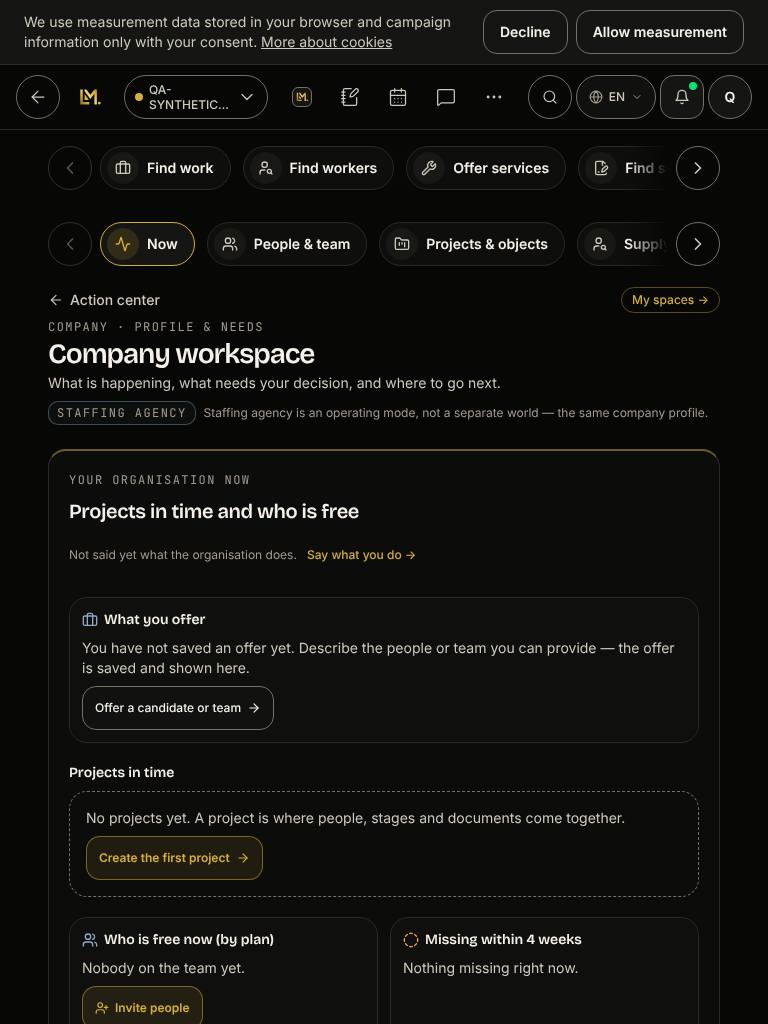 We use measurement data stored in your browser and campaign
information only with your consent. More about cookies
Decline
Allow measurement
LM.
QA-
SYNTHETIC...
LM.
EN
Q
Find work
Find workers
Offer services
Find s
Now
People & team
Projects & objects
Supply
← Action center
My spaces →
COMPANY · PROFILE & NEEDS
Company workspace
What is happening, what needs your decision, and where to go next.
STAFFING AGENCY
Staffing agency is an operating mode, not a separate world — the same company profile.
YOUR ORGANISATION NOW
Projects in time and who is free
Not said yet what the organisation does. Say what you do →
What you offer
You have not saved an offer yet. Describe the people or team you can provide — the offer
is saved and shown here.
Offer a candidate or team →
Projects in time
No projects yet. A project is where people, stages and documents come together.
Create the first project →
Who is free now (by plan)
Nobody on the team yet.
Invite people
Missing within 4 weeks
Nothing missing right now.